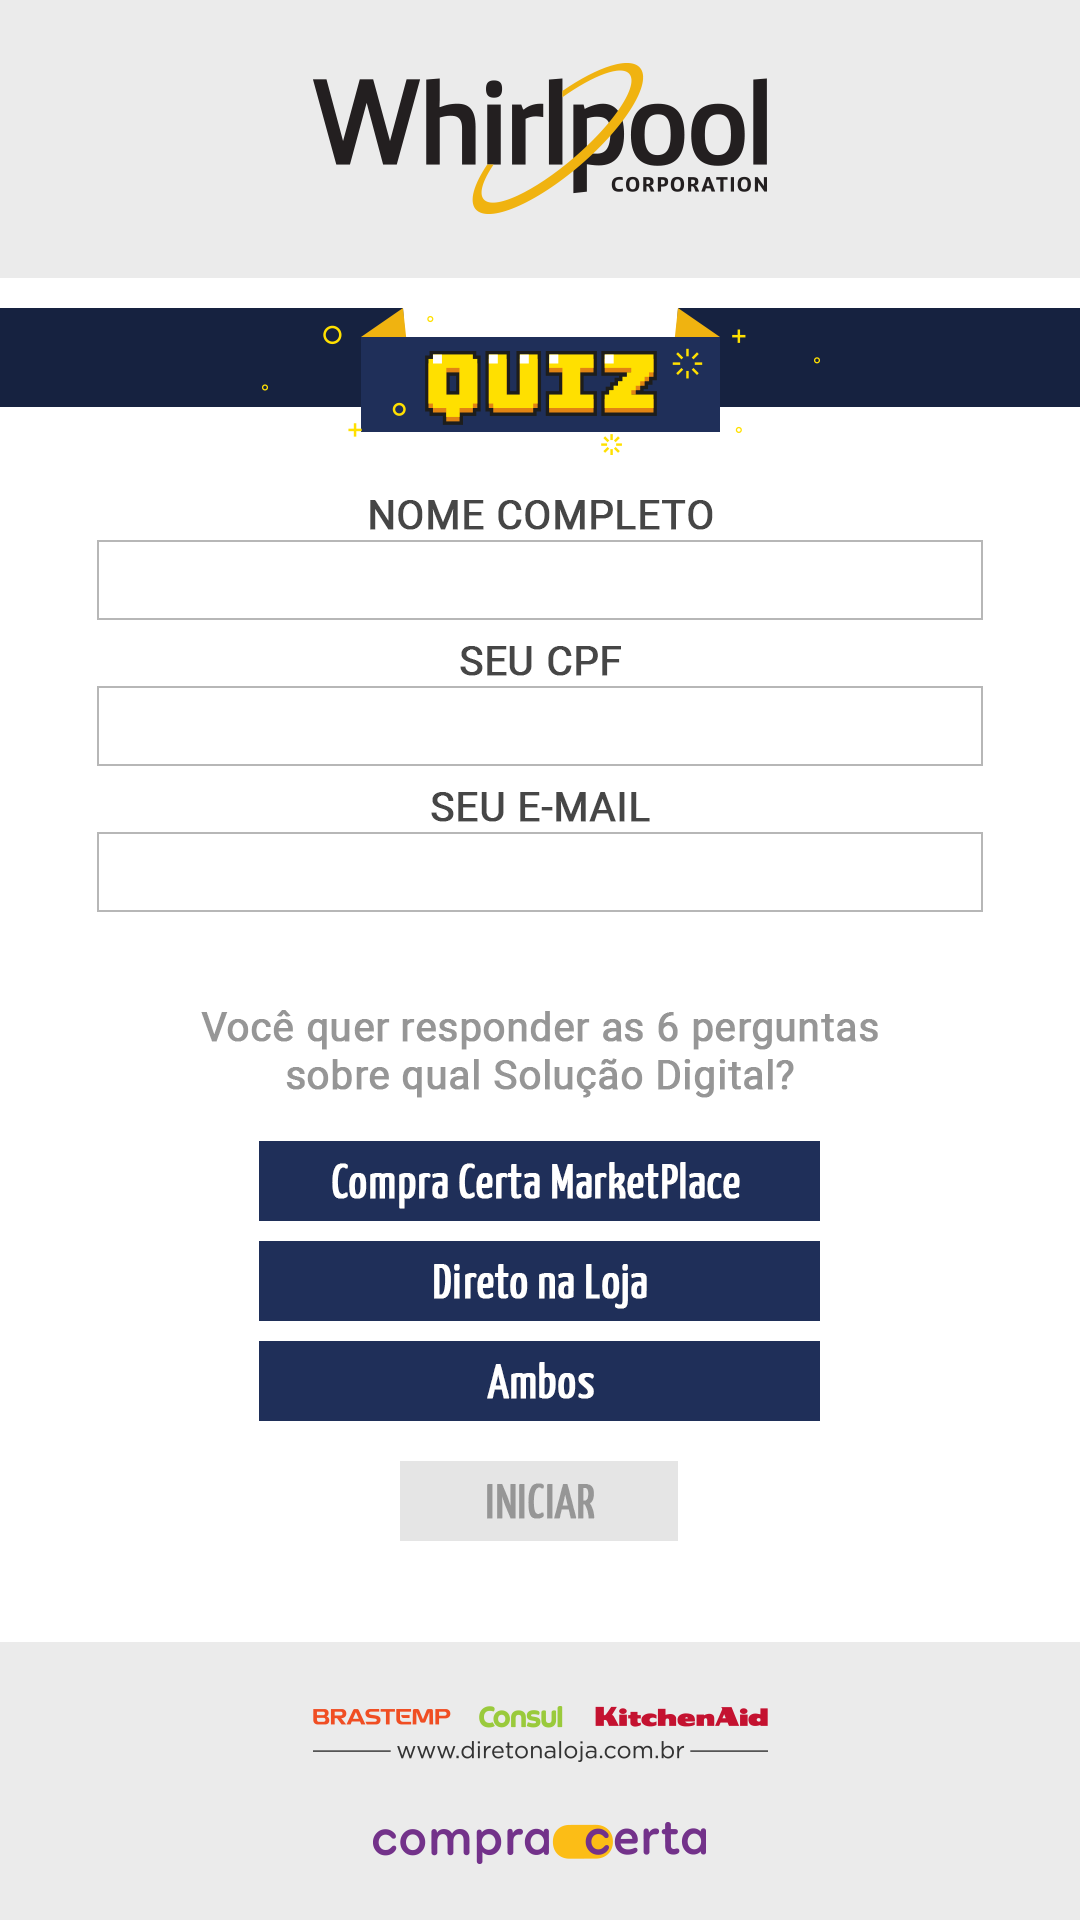 Whirlpool
CORPORATION
QUIZ
NOME COMPLETO
SEU CPF
SEU E-MAIL
Você quer responder as 6 perguntas
sobre qual Solução Digital?
Compra Certa MarketPlace
Direto na Loja
Ambos
INICIAR
BRASTEMP Consul KitchenAid
www.diretonaloja.com.br
compra certa